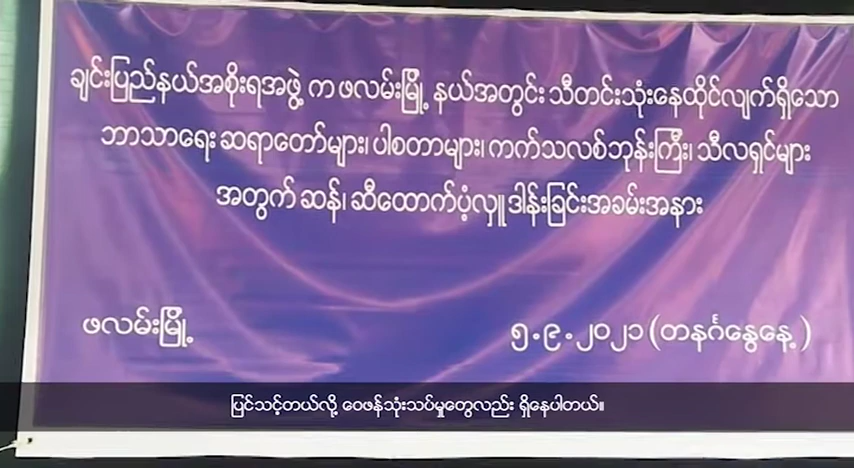 ချင်းပြည်နယ်အစိုးရအဖွဲ့ က ဖလမ်းမြို့ နယ်အတွင်း သီတင်းသုံးနေထိုင်လျက်ရှိသော
ဘာသာရေး ဆရာတော်များ၊ ပါစတာများ၊ ကက်သလစ်ဘုန်းကြီး၊ သီလရှင်များ
အတွက် ဆန်၊ ဆီထောက်ပံ့လှူဒါန်းခြင်းအခမ်းအနား
ဖလမ်းမြို့ ၅.၉.၂၀၂၁ (တနင်္ဂနွေနေ့)
ပြင်သင့်တယ်လို့ ဝေဖန်သုံးသပ်မှုတွေလည်း ရှိနေပါတယ်။